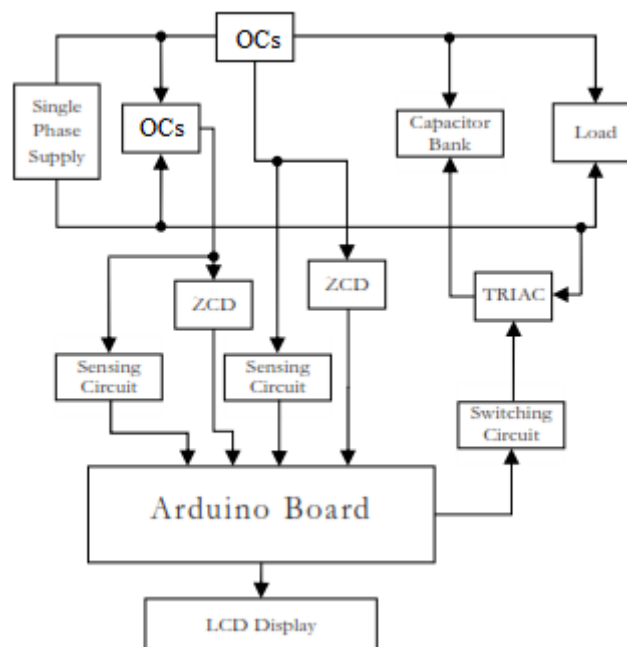 OCs
Single
Phase
Supply
OCs
Capacitor
Bank
Load
ZCD
ZCD
TRIAC
Sensing
Circuit
Sensing
Circuit
Switching
Circuit
Arduino Board
LCD Display